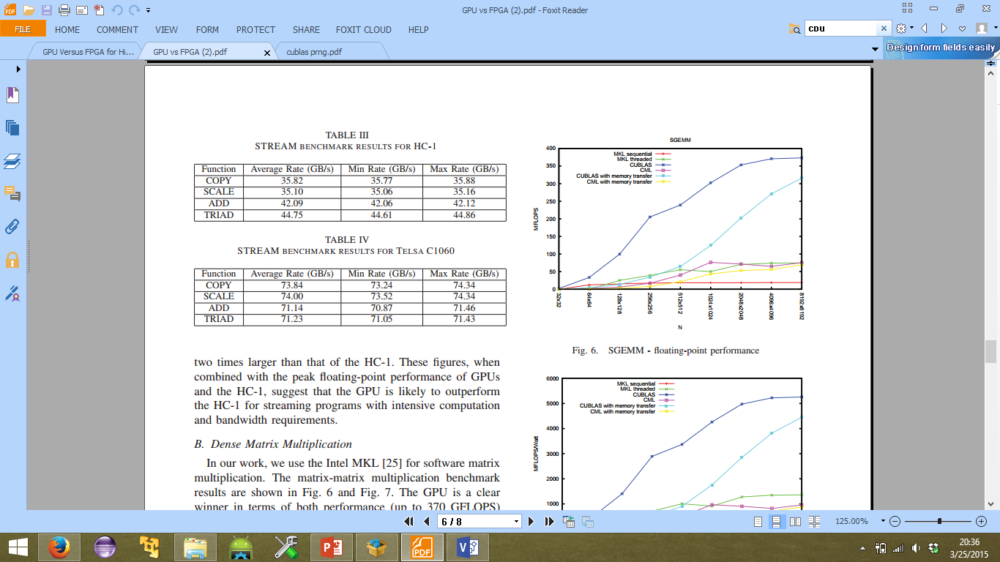 GPU vs FPGA (2).pdf - Foxit Reader
FILE HOME COMMENT VIEW FORM PROTECT SHARE FOXIT CLOUD HELP
CDU
GPU Versus FPGA for Hi... GPU vs FPGA (2).pdf cublas prng.pdf
Design form fields easily
TABLE III
STREAM BENCHMARK RESULTS FOR HC-1
Function Average Rate (GB/s) Min Rate (GB/s) Max Rate (GB/s)
COPY 35.82 35.77 35.88
SCALE 35.10 35.06 35.16
ADD 42.09 42.06 42.12
TRIAD 44.75 44.61 44.86
TABLE IV
STREAM BENCHMARK RESULTS FOR TELSA C1060
Function Average Rate (GB/s) Min Rate (GB/s) Max Rate (GB/s)
COPY 73.84 73.24 74.34
SCALE 74.00 73.52 74.34
ADD 71.14 70.87 71.46
TRIAD 71.23 71.05 71.43
two times larger than that of the HC-1. These figures, when
combined with the peak floating-point performance of GPUs
and the HC-1, suggest that the GPU is likely to outperform
the HC-1 for streaming programs with intensive computation
and bandwidth requirements.
B. Dense Matrix Multiplication
In our work, we use the Intel MKL [25] for software matrix
multiplication. The matrix-matrix multiplication benchmark
results are shown in Fig. 6 and Fig. 7. The GPU is a clear
winner in terms of both performance (up to 370 GFLOPS)
SGEMM
400
350
300
250
200
150
100
50
0
MFLOPS
MKL sequential
MKL threaded
CUBLAS
CML
CUBLAS with memory transfer
CML with memory transfer
32x32
64x64
128x128
256x256
512x512
1024x1024
2048x2048
4096x4096
8192x8192
N
Fig. 6. SGEMM - floating-point performance
6000
5000
4000
3000
2000
1000
MFLOPS/Watt
MKL sequential
MKL threaded
CUBLAS
CML
CUBLAS with memory transfer
CML with memory transfer
6 / 8
125.00%
20:36
3/25/2015